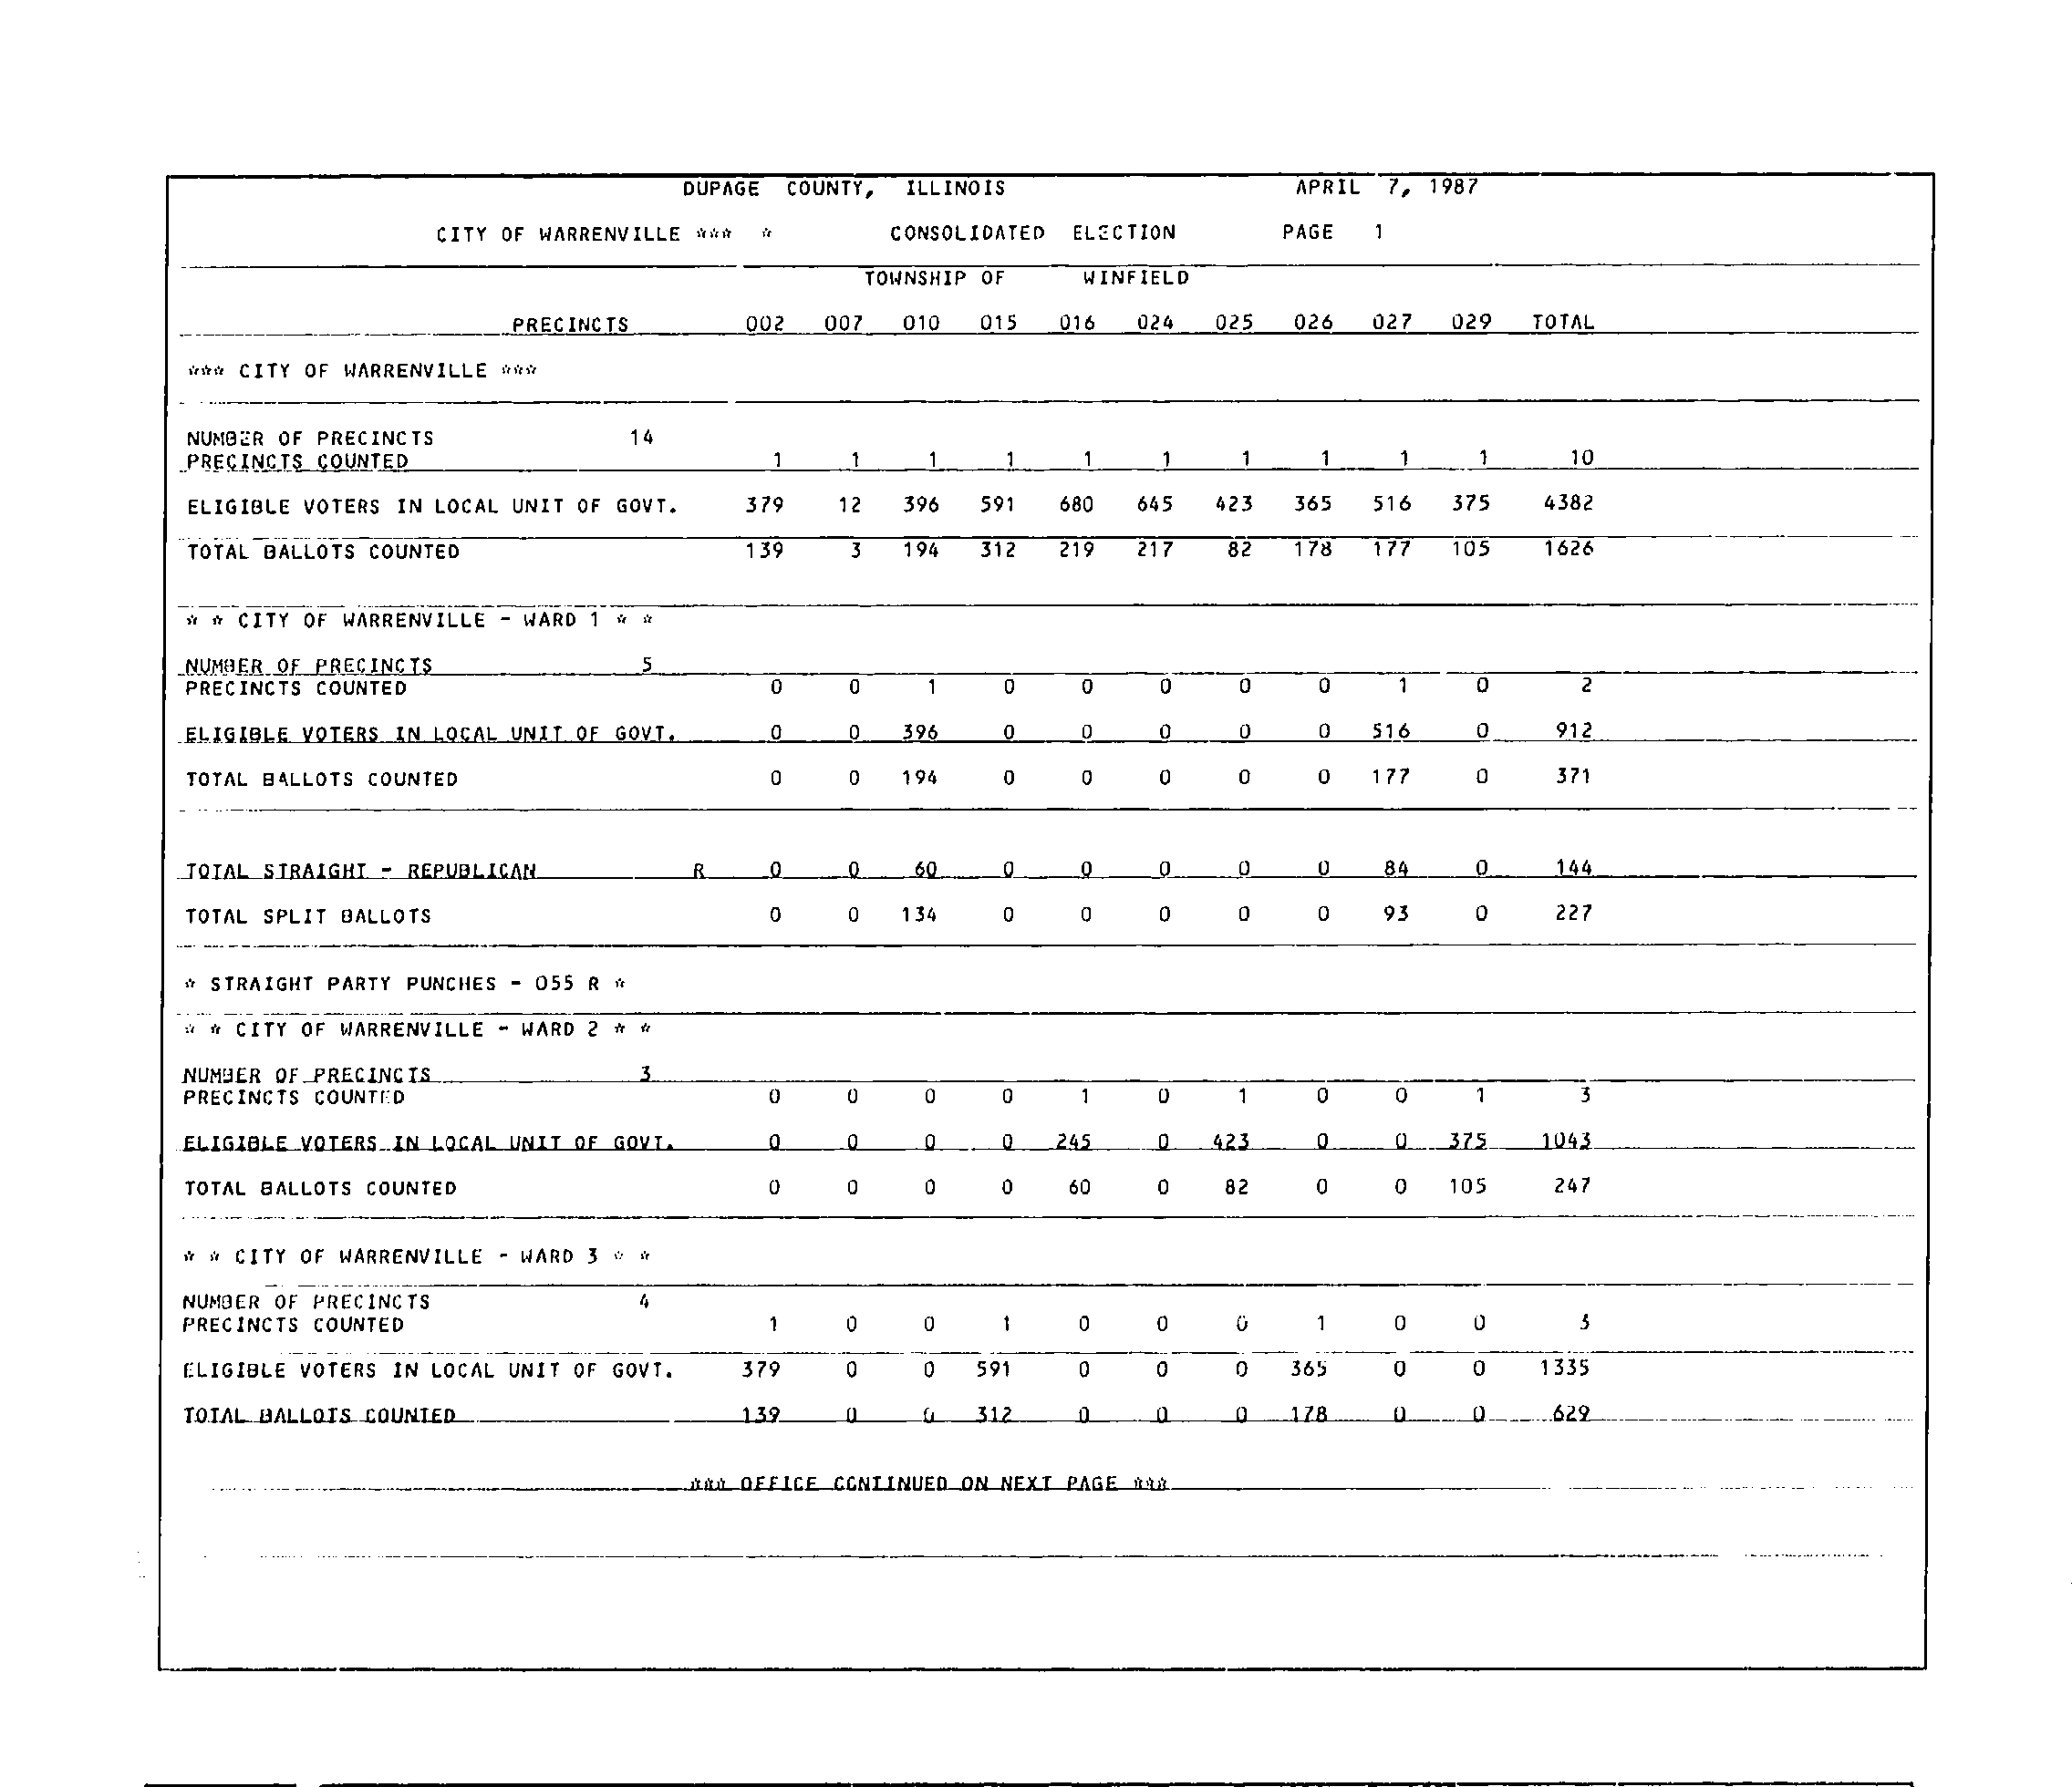 DUPAGE COUNTY, ILLINOIS APRIL 7, 1987
CITY OF WARRENVILLE *** * CONSOLIDATED ELECTION PAGE 1
TOWNSHIP OF WINFIELD
PRECINCTS 002 007 010 015 016 024 025 026 027 029 TOTAL
*** CITY OF WARRENVILLE ***
NUMBER OF PRECINCTS 14
PRECINCTS COUNTED 1 1 1 1 1 1 1 1 1 1 10
ELIGIBLE VOTERS IN LOCAL UNIT OF GOVT. 379 12 396 591 680 645 423 365 516 375 4382
TOTAL BALLOTS COUNTED 139 3 194 312 219 217 82 178 177 105 1626
* * CITY OF WARRENVILLE - WARD 1 * *
NUMBER OF PRECINCTS 5
PRECINCTS COUNTED 0 0 1 0 0 0 0 0 1 0 2
ELIGIBLE VOTERS IN LOCAL UNIT OF GOVT. 0 0 396 0 0 0 0 0 516 0 912
TOTAL BALLOTS COUNTED 0 0 194 0 0 0 0 0 177 0 371
TOTAL STRAIGHT - REPUBLICAN R 0 0 60 0 0 0 0 0 84 0 144
TOTAL SPLIT BALLOTS 0 0 134 0 0 0 0 0 93 0 227
* STRAIGHT PARTY PUNCHES - 055 R *
* * CITY OF WARRENVILLE - WARD 2 * *
NUMBER OF PRECINCTS 3
PRECINCTS COUNTED 0 0 0 0 1 0 1 0 0 1 3
ELIGIBLE VOTERS IN LOCAL UNIT OF GOVT. 0 0 0 0 245 0 423 0 0 375 1043
TOTAL BALLOTS COUNTED 0 0 0 0 60 0 82 0 0 105 247
* * CITY OF WARRENVILLE - WARD 3 * *
NUMBER OF PRECINCTS 4
PRECINCTS COUNTED 1 0 0 1 0 0 0 1 0 0 3
ELIGIBLE VOTERS IN LOCAL UNIT OF GOVT. 379 0 0 591 0 0 0 365 0 0 1335
TOTAL BALLOTS COUNTED 139 0 0 312 0 0 0 178 0 0 629
*** OFFICE CONTINUED ON NEXT PAGE ***